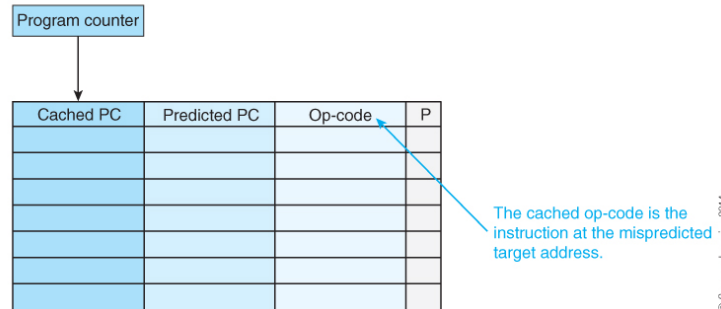 Program counter
Cached PC Predicted PC Op-code P
The cached op-code is the
instruction at the mispredicted
target address.